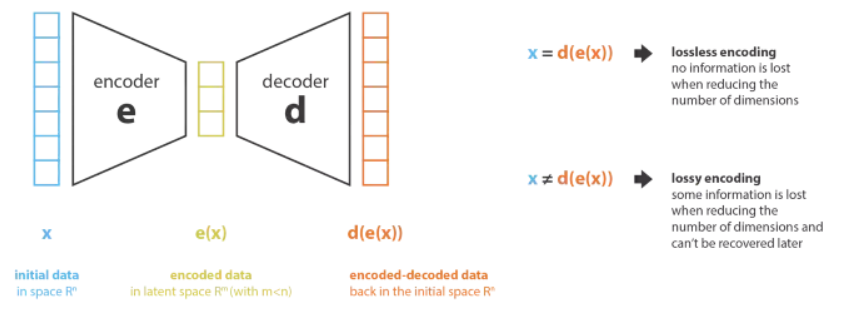 encoder
e
decoder
d
x = d(e(x))
lossless encoding
no information is lost
when reducing the
number of dimensions
x ≠ d(e(x))
lossy encoding
some information is lost
when reducing the
number of dimensions and
can't be recovered later
x
e(x)
d(e(x))
initial data
in space Rⁿ
encoded data
in latent space Rᵐ (with m<n)
encoded-decoded data
back in the initial space Rⁿ